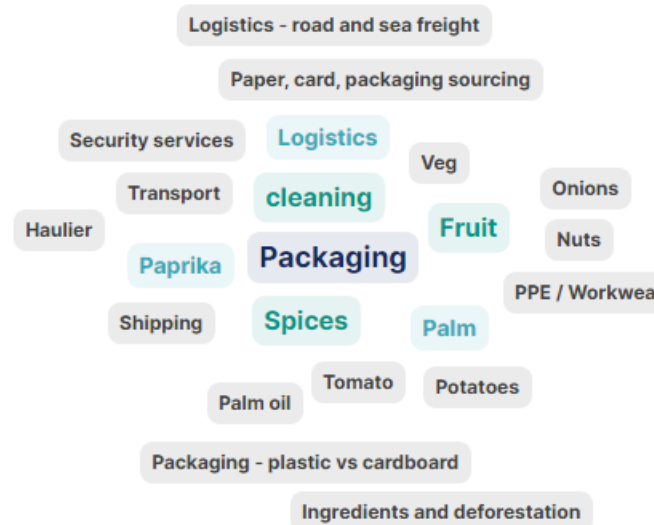 Logistics - road and sea freight
Paper, card, packaging sourcing
Security services
Logistics
Veg
Transport
cleaning
Onions
Haulier
Fruit
Nuts
Paprika
Packaging
PPE / Workwea
Shipping
Spices
Palm
Palm oil
Tomato
Potatoes
Packaging - plastic vs cardboard
Ingredients and deforestation